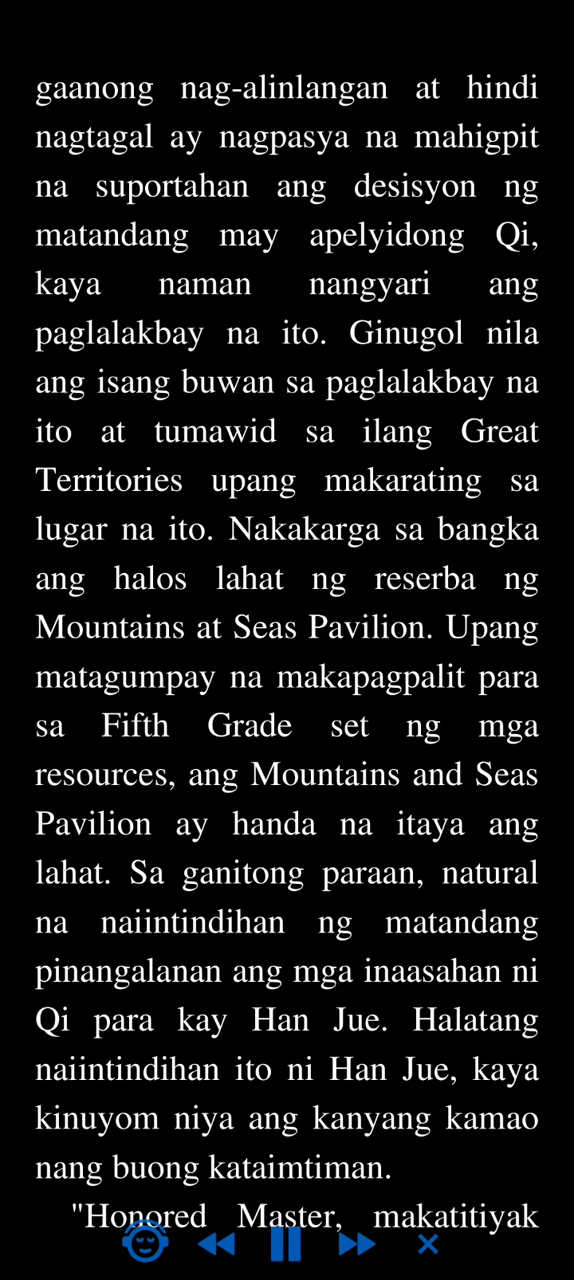 gaanong nag-alinlangan at hindi
nagtagal ay nagpasya na mahigpit
na suportahan ang desisyon ng
matandang may apelyidong Qi,
kaya naman nangyari ang
paglalakbay na ito. Ginugol nila
ang isang buwan sa paglalakbay na
ito at tumawid sa ilang Great
Territories upang makarating sa
lugar na ito. Nakakarga sa bangka
ang halos lahat ng reserba ng
Mountains at Seas Pavilion. Upang
matagumpay na makapagpalit para
sa Fifth Grade set ng mga
resources, ang Mountains and Seas
Pavilion ay handa na itaya ang
lahat. Sa ganitong paraan, natural
na naiintindihan ng matandang
pinangalanan ang mga inaasahan ni
Qi para kay Han Jue. Halatang
naiintindihan ito ni Han Jue, kaya
kinuyom niya ang kanyang kamao
nang buong kataimtiman.
"Honored Master, makatitiyak